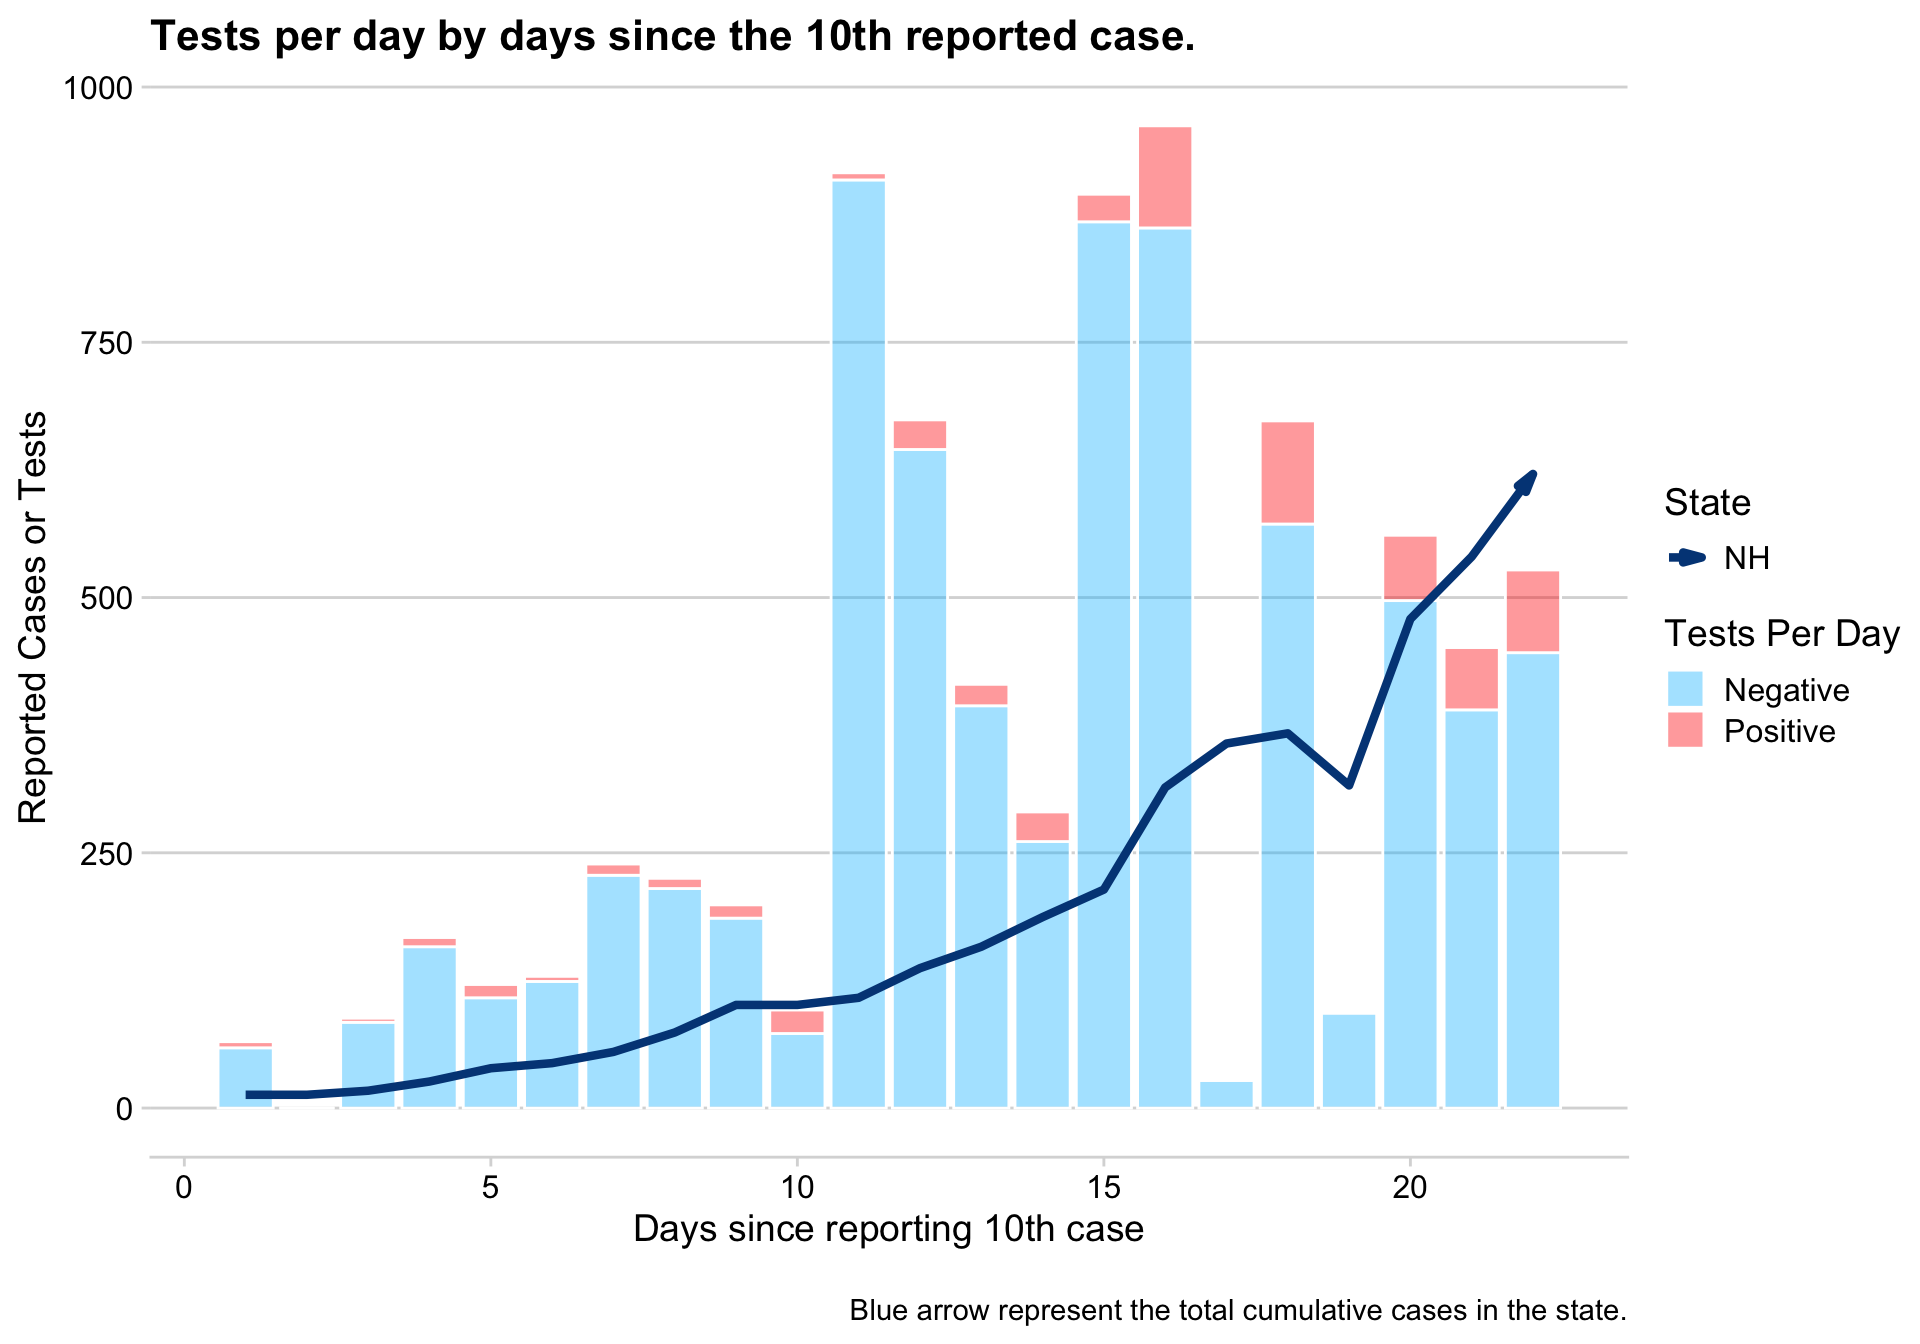 Tests per day by days since the 10th reported case.
1000
750
500
250
0
Reported Cases or Tests
0 5 10 15 20
Days since reporting 10th case
State
NH
Tests Per Day
Negative
Positive
Blue arrow represent the total cumulative cases in the state.